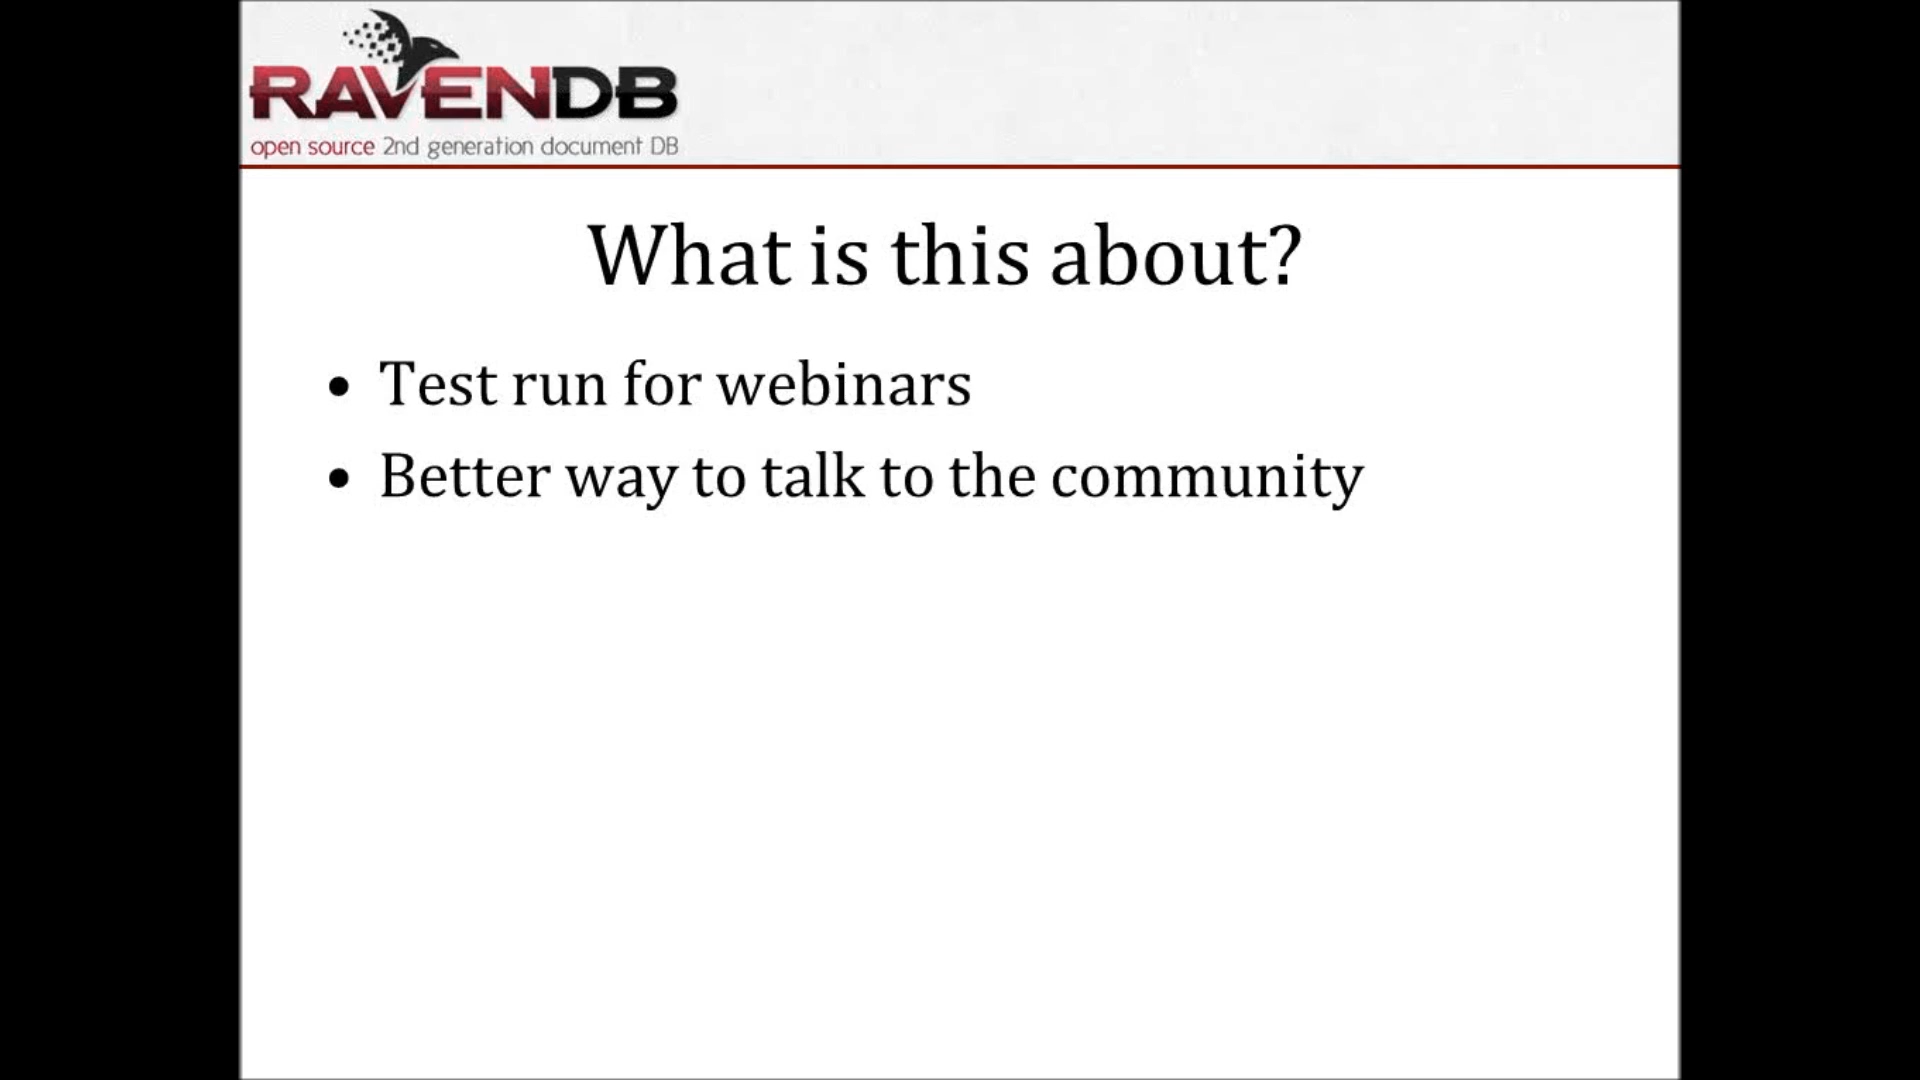 RAVENDB
open source 2nd generation document DB
What is this about?
• Test run for webinars
• Better way to talk to the community